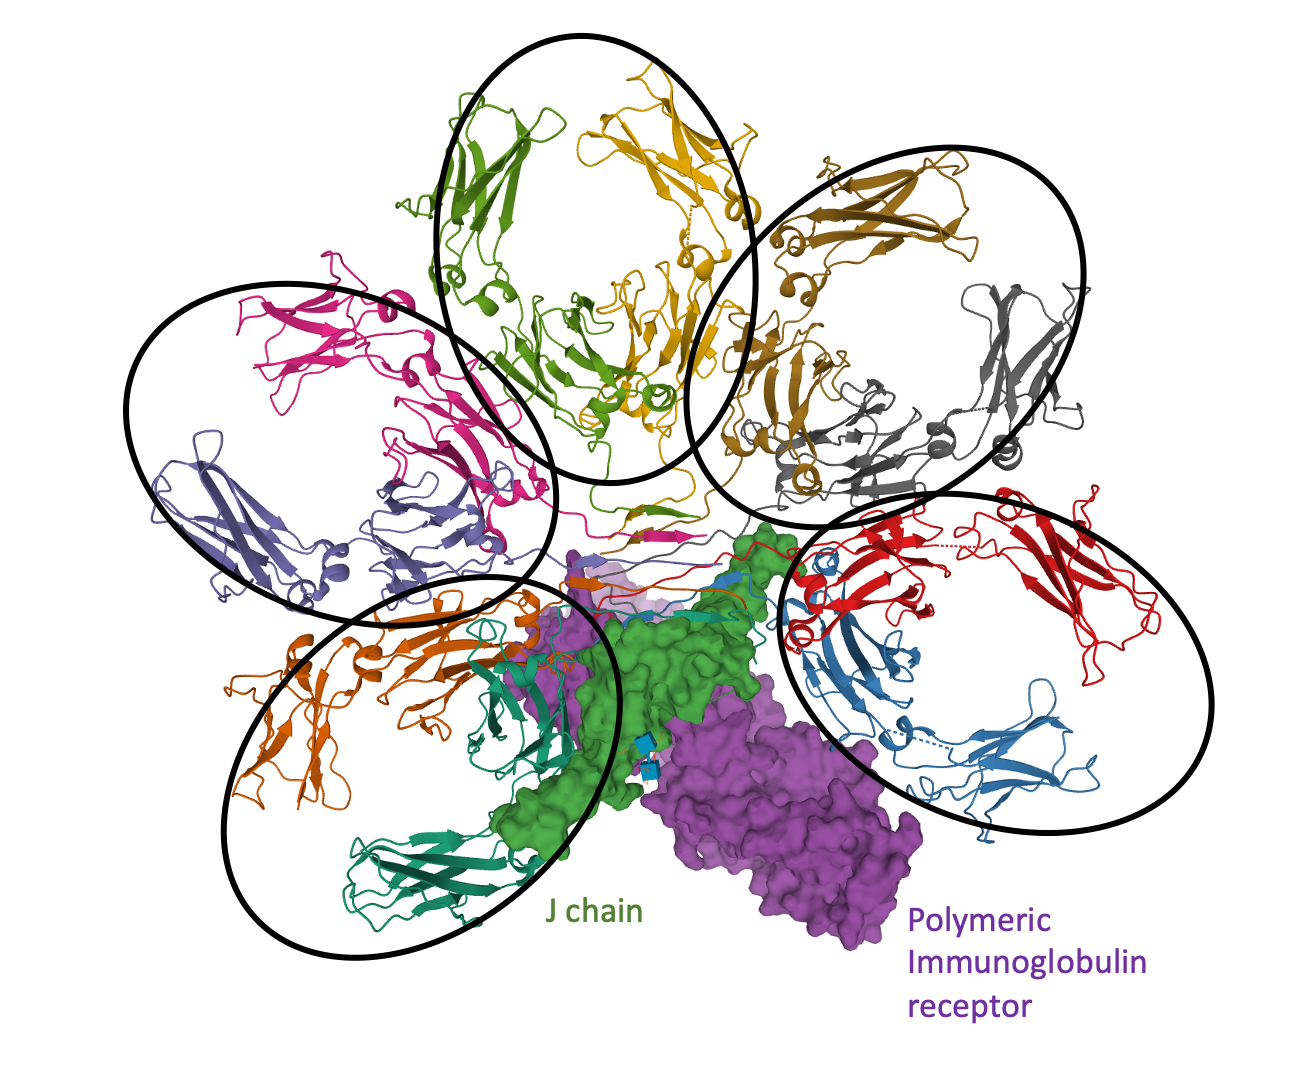 J chain
Polymeric
Immunoglobulin
receptor